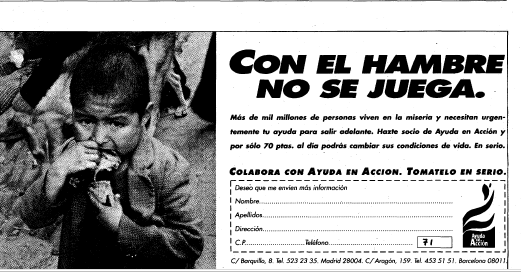 CON EL HAMBRE
NO SE JUEGA.
Más de mil millones de personas viven en la miseria y necesitan urgen-
temente tu ayuda para salir adelante. Hazte socio de Ayuda en Acción y
por sólo 70 ptas. al día podrás cambiar sus condiciones de vida. En serio.
COLABORA CON AYUDA EN ACCION. TOMATELO EN SERIO.
Deseo que me envíen más información
Nombre
Apellidos
Dirección
C.P. Teléfono 71
Ayuda en Acción
C/ Barquillo, 8. Tel. 523 23 35. Madrid 28004. C/ Aragón, 159. Tel. 453 51 51. Barcelona 08011